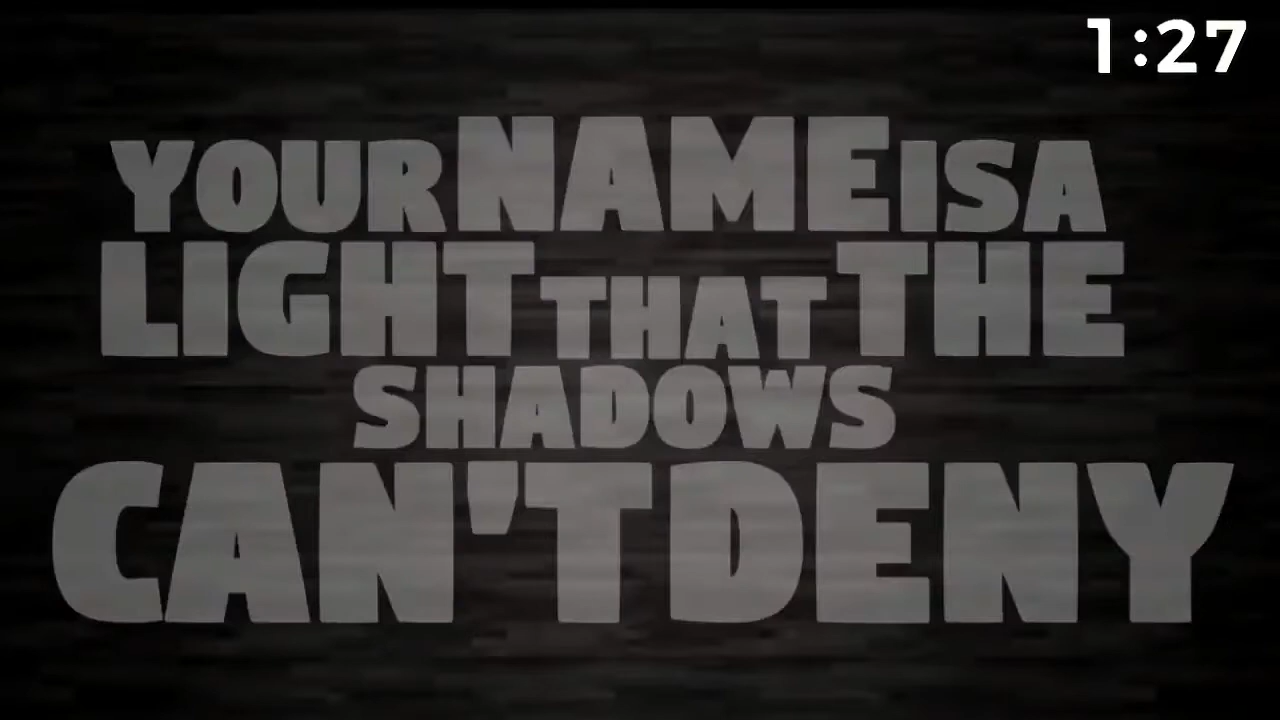 1:27
YOUR NAME IS A
LIGHT THAT THE
SHADOWS
CAN'T DENY